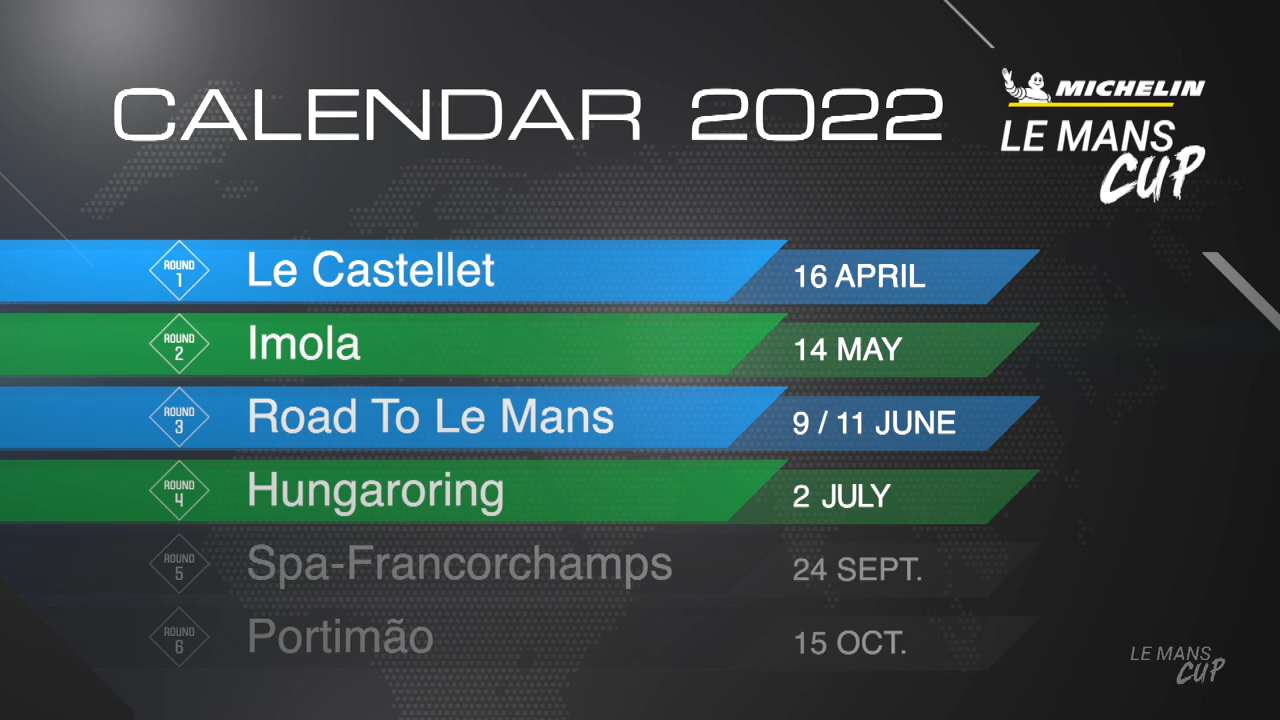 CALENDAR 2022
MICHELIN
LE MANS
CUP
ROUND 1 Le Castellet 16 APRIL
ROUND 2 Imola 14 MAY
ROUND 3 Road To Le Mans 9 / 11 JUNE
ROUND 4 Hungaroring 2 JULY
ROUND 5 Spa-Francorchamps 24 SEPT.
ROUND 6 Portimão 15 OCT.
LE MANS
CUP